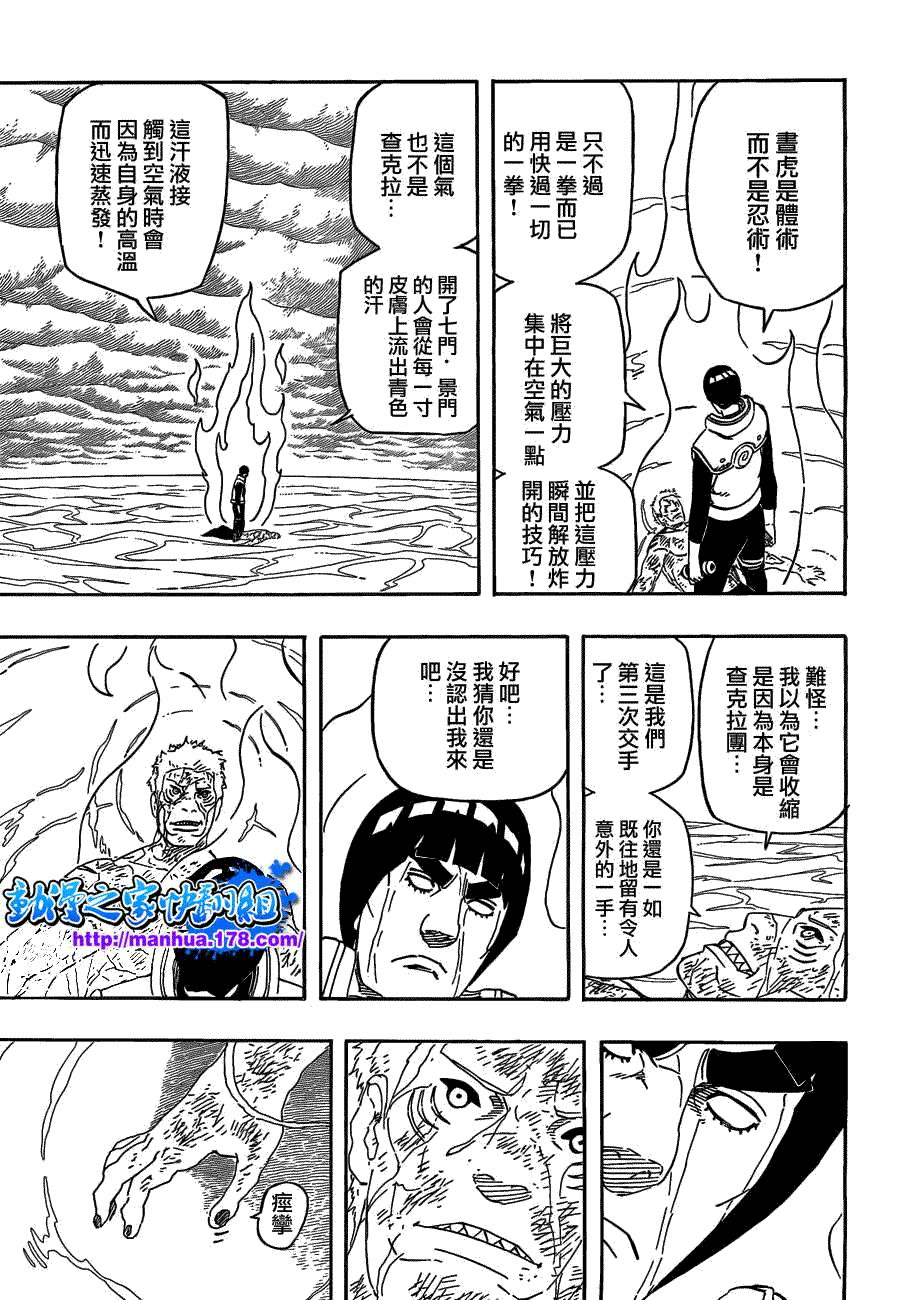 畫虎是體術
而不是忍術！
只不過
是一拳而已
用快過一切
的一拳！
將巨大的壓力
集中在空氣一點
並把這壓力
瞬間解放炸
開的技巧！
這個氣
也不是
查克拉…
開了七門．景門
的人會從每一寸
皮膚上流出青色
的汗
這汗液接
觸到空氣時會
因為自身的高溫
而迅速蒸發！
難怪…
我以為它會收縮
是因為本身是
查克拉團…
這是我們
第三次交手
了…
你還是一如
既往地留有令人
意外的一手…
好吧…
我猜你還是
沒認出我來
吧…
動漫之家快翻組
http://manhua.178.com/
痙攣